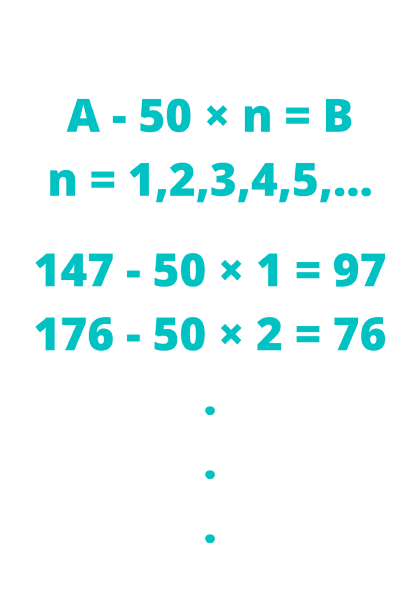 A - 50 × n = B
n = 1,2,3,4,5,...
147 - 50 × 1 = 97
176 - 50 × 2 = 76
.
.
.